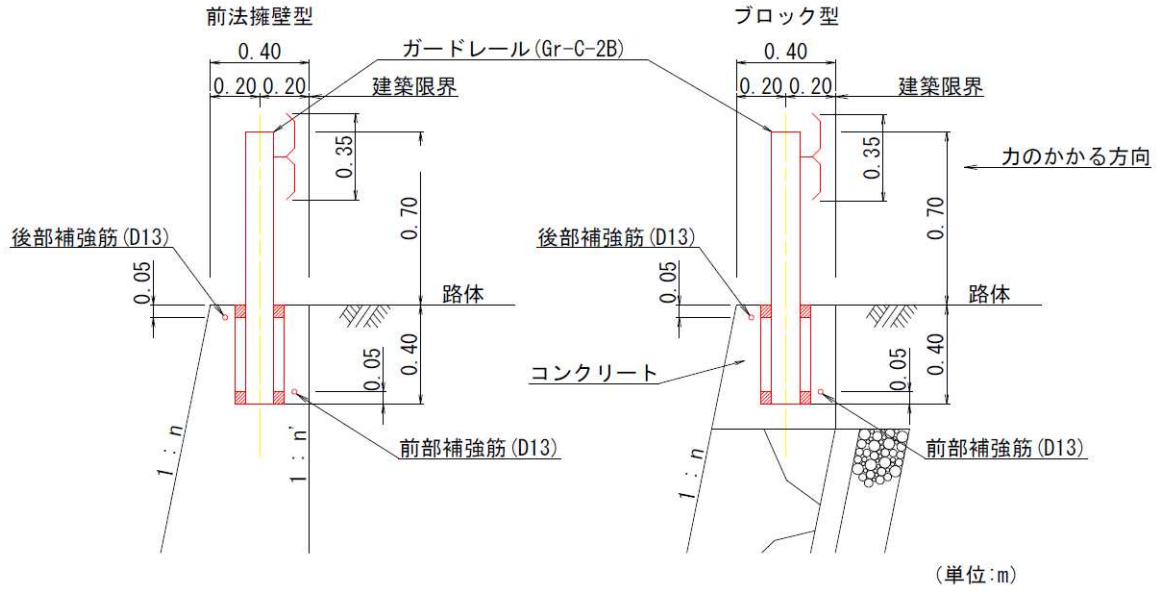 前法擁壁型
ブロック型
0.40
ガードレール(Gr-C-2B)
0.40
0.20
0.20
建築限界
0.20
0.20
建築限界
0.35
0.70
0.35
0.70
力のかかる方向
後部補強筋(D13)
0.05
路体
後部補強筋(D13)
0.05
路体
0.05
0.40
コンクリート
0.05
0.40
1:n
1:n'
前部補強筋(D13)
1:n
前部補強筋(D13)
(単位:m)